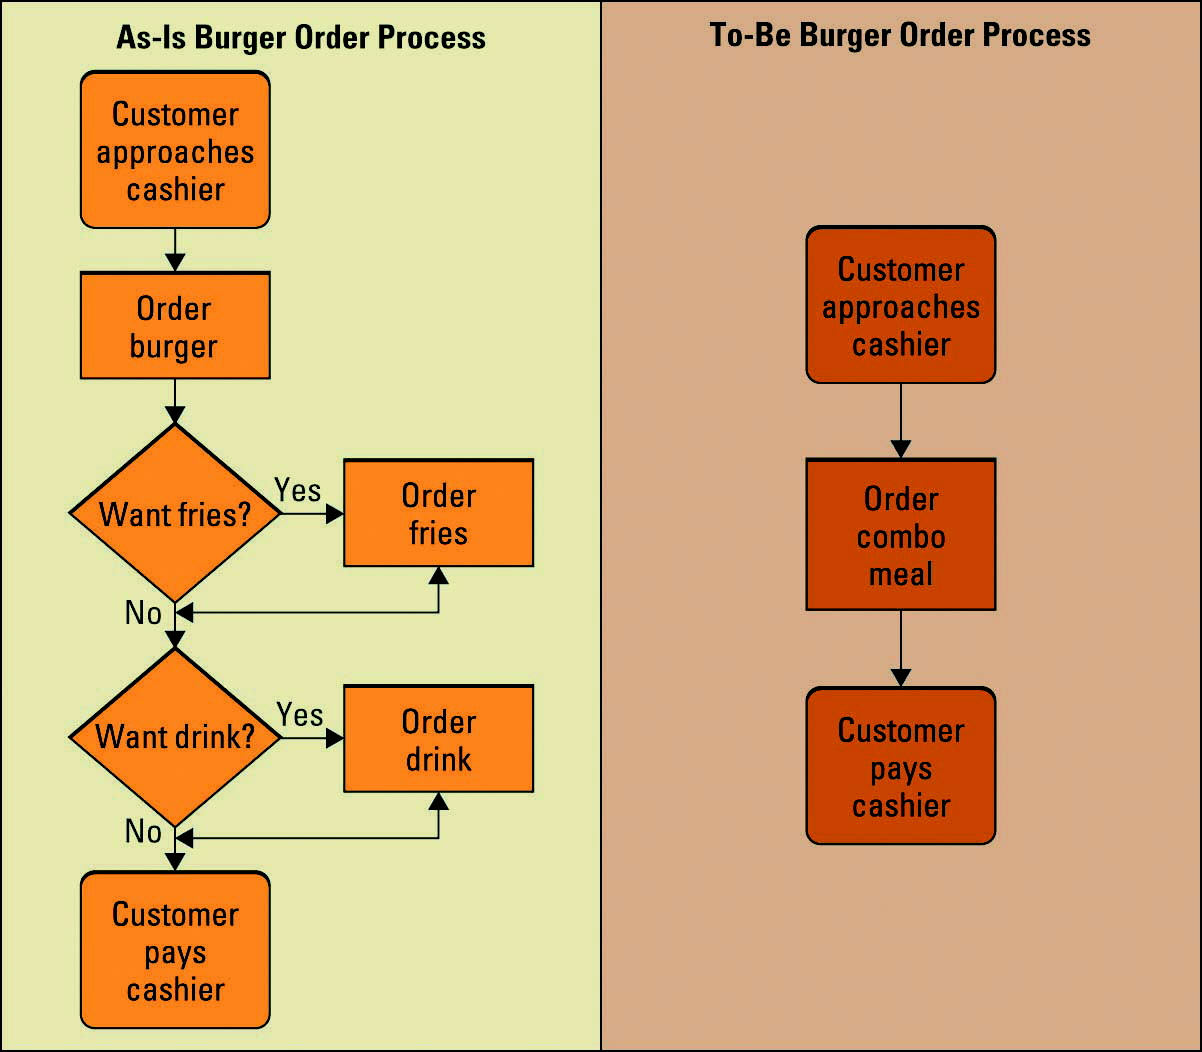 As-Is Burger Order Process
Customer
approaches
cashier
Order
burger
Want fries?
Yes
Order
fries
No
Want drink?
Yes
Order
drink
No
Customer
pays
cashier
To-Be Burger Order Process
Customer
approaches
cashier
Order
combo
meal
Customer
pays
cashier